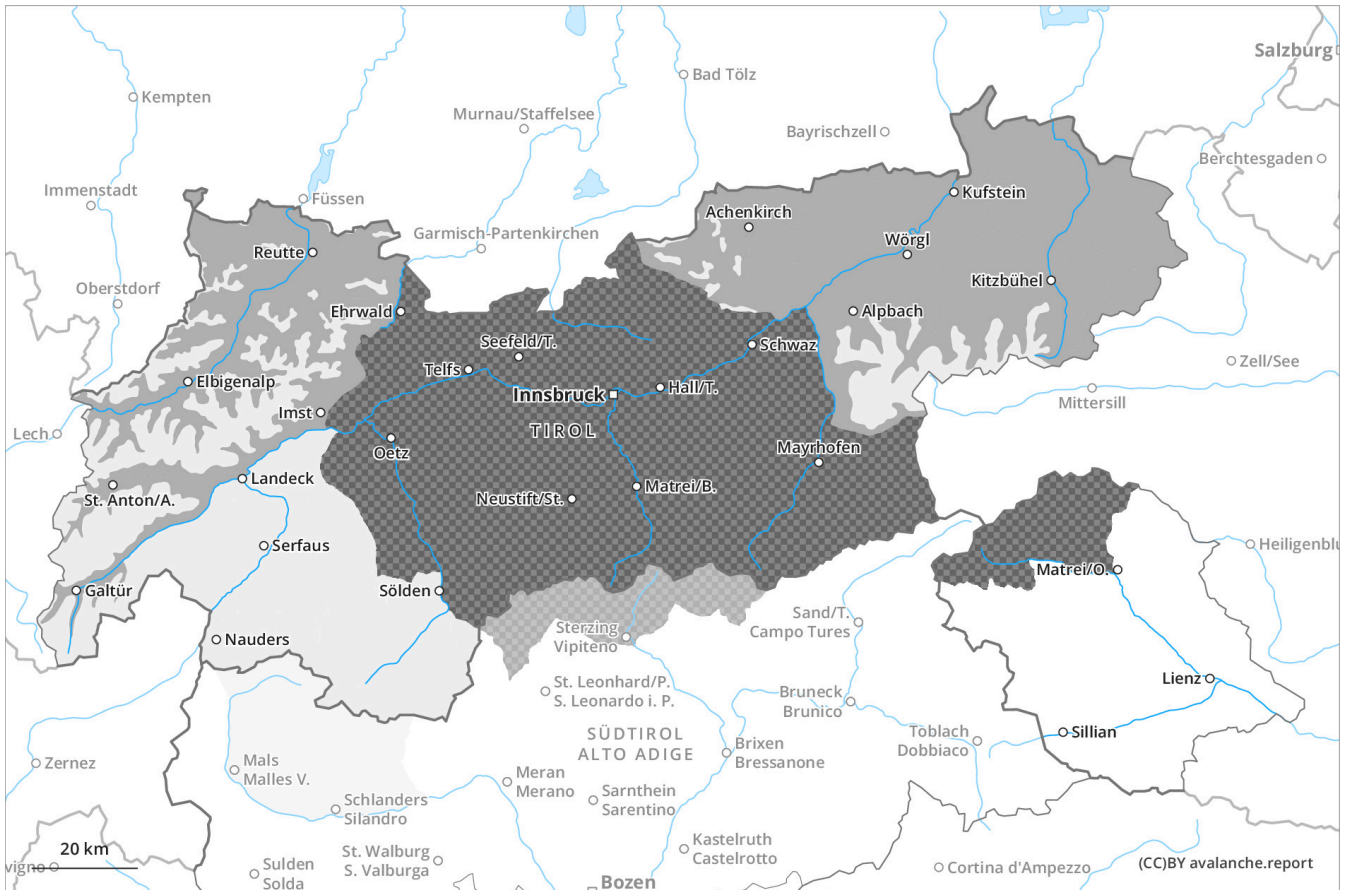 Salzburg
Bad Tölz
Kempten
Murnau/Staffelsee
Bayrischzell
Berchtesgaden
Immenstadt
Füssen
Kufstein
Achenkirch
Garmisch-Partenkirchen
Wörgl
Reutte
Kitzbühel
Oberstdorf
Ehrwald
Alpbach
Seefeld/T.
Schwaz
Zell/See
Telfs
Elbigenalp
Hall/T.
Innsbruck
Mittersill
Imst
TIROL
Lech
Mayrhofen
Oetz
Landeck
Matrei/B.
St. Anton/A.
Neustift/St.
Serfaus
Heiligenblu
Matrei/O.
Galtür
Sölden
Sand/T.
Campo Tures
Sterzing
Vipiteno
Nauders
Lienz
St. Leonhard/P.
S. Leonardo i. P.
Bruneck
Brunico
SÜDTIROL
ALTO ADIGE
Toblach
Dobbiaco
Sillian
Brixen
Bressanone
Zernez
Mals
Malles V.
Meran
Merano
Sarnthein
Sarentino
Schlanders
Silandro
Kastelruth
Castelrotto
20 km
St. Walburg
S. Valburga
vigno
Sulden
Solda
Cortina d'Ampezzo
(CC)BY avalanche.report
Bozen